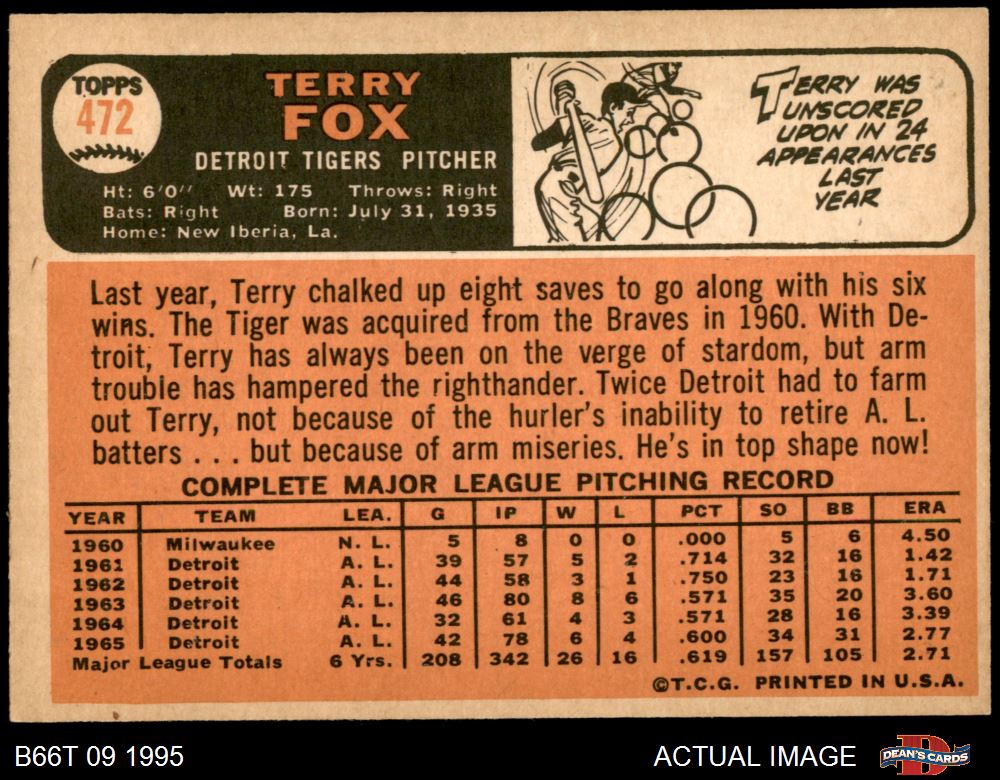 TOPPS
472
TERRY
FOX
DETROIT TIGERS PITCHER
Ht: 6'0" Wt: 175 Throws: Right
Bats: Right Born: July 31, 1935
Home: New Iberia, La.
TERRY WAS
UNSCORED
UPON IN 24
APPEARANCES
LAST
YEAR
Last year, Terry chalked up eight saves to go along with his six
wins. The Tiger was acquired from the Braves in 1960. With De-
troit, Terry has always been on the verge of stardom, but arm
trouble has hampered the righthander. Twice Detroit had to farm
out Terry, not because of the hurler's inability to retire A. L.
batters . . . but because of arm miseries. He's in top shape now!
COMPLETE MAJOR LEAGUE PITCHING RECORD
YEAR TEAM LEA. G IP W L PCT SO BB ERA
1960 Milwaukee N. L. 5 8 0 0 .000 5 6 4.50
1961 Detroit A. L. 39 57 5 2 .714 32 16 1.42
1962 Detroit A. L. 44 58 3 1 .750 23 16 1.71
1963 Detroit A. L. 46 80 8 6 .571 35 20 3.60
1964 Detroit A. L. 32 61 4 3 .571 28 16 3.39
1965 Detroit A. L. 42 78 6 4 .600 34 31 2.77
Major League Totals 6 Yrs. 208 342 26 16 .619 157 105 2.71
©T.C.G. PRINTED IN U.S.A.
B66T 09 1995
ACTUAL IMAGE
DEAN'S CARDS